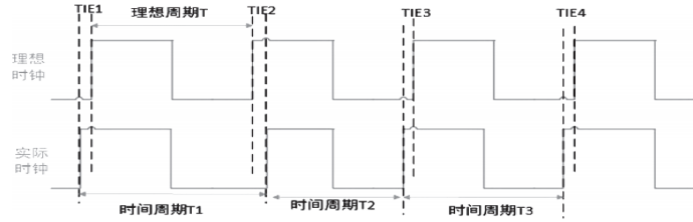 TIE1
理想周期T
TIE2
TIE3
TIE4
理想
时钟
实际
时钟
时间周期T1
时间周期T2
时间周期T3